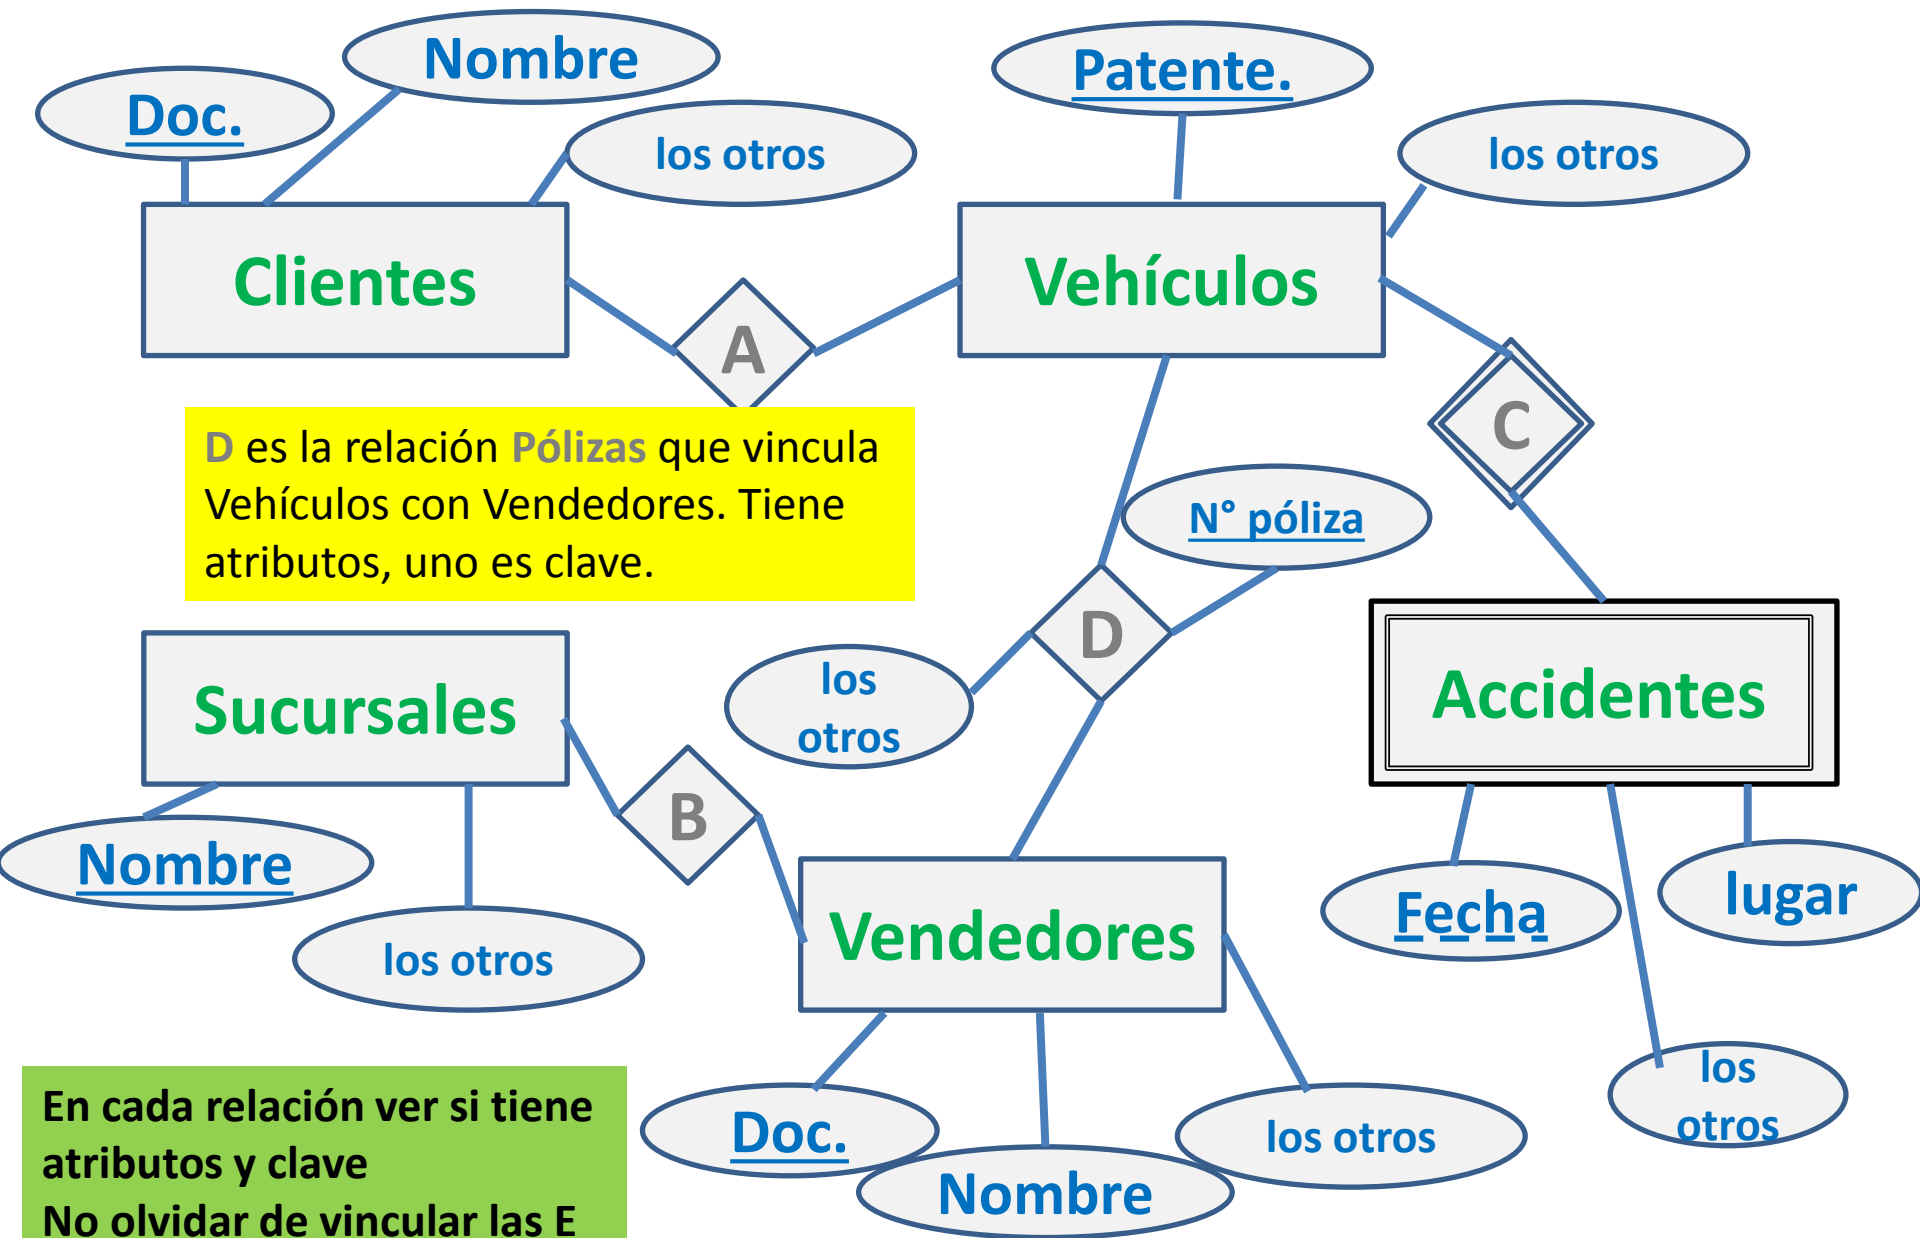 Nombre
Patente.
Doc.
los otros
los otros
Clientes
Vehículos
A
C
D es la relación Pólizas que vincula
Vehículos con Vendedores. Tiene
atributos, uno es clave.
N° póliza
D
los
otros
Accidentes
Sucursales
B
Nombre
Fecha
lugar
los otros
Vendedores
los
otros
En cada relación ver si tiene
atributos y clave
No olvidar de vincular las E
Doc.
Nombre
los otros